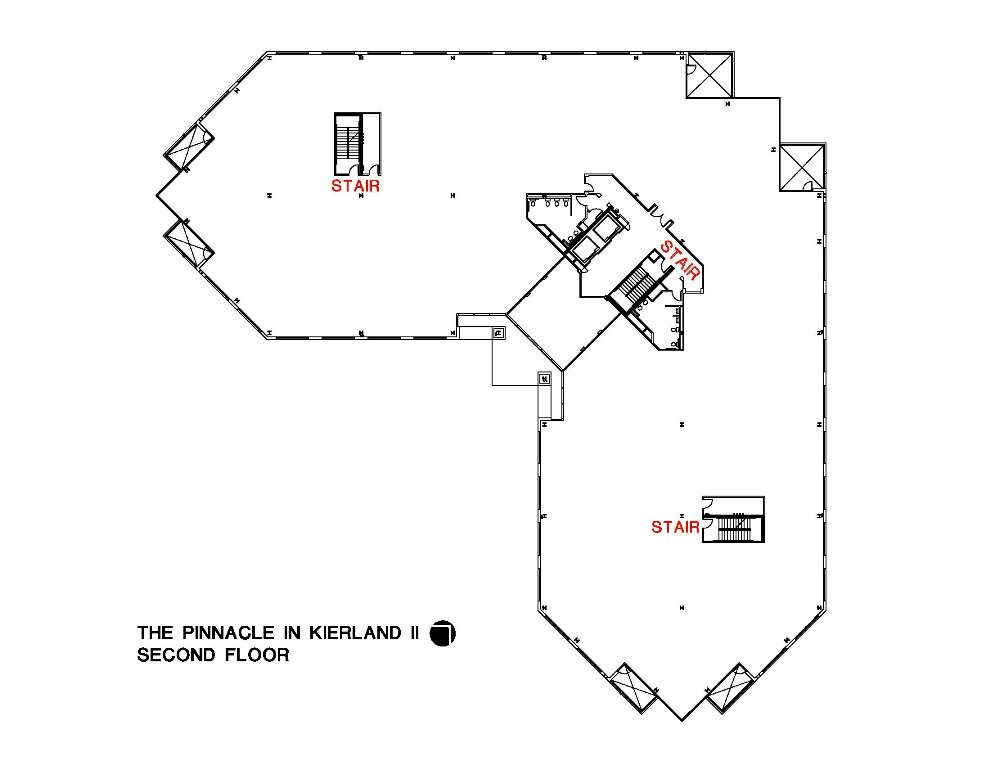 STAIR
STAIR
STAIR
THE PINNACLE IN KIERLAND II
SECOND FLOOR